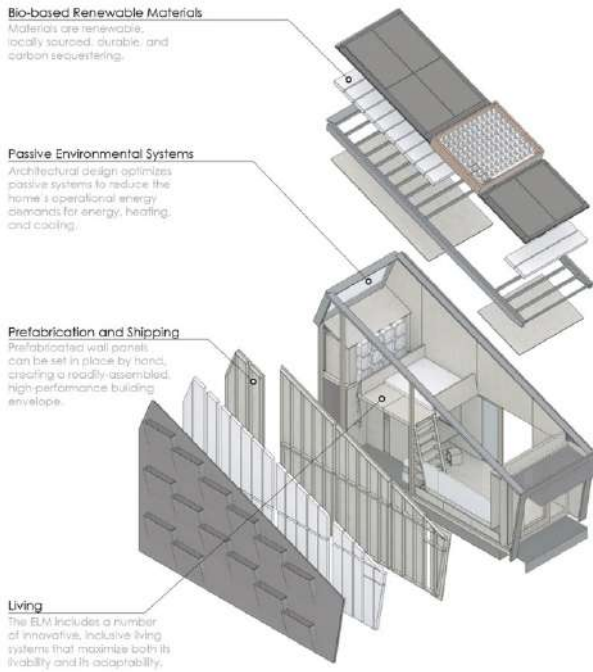 Bio-based Renewable Materials
Materials are renewable,
locally sourced, durable, and
carbon sequestering.
Passive Environmental Systems
Architectural design optimizes
passive systems to reduce the
home's operational energy
demands for energy, heating,
and cooling.
Prefabrication and Shipping
Prefabricated wall panels
can be set in place by hand,
creating a readily-assembled,
high-performance building
envelope.
Living
The ELM includes a number
of innovative, inclusive living
systems that maximize both its
livability and its adaptability.